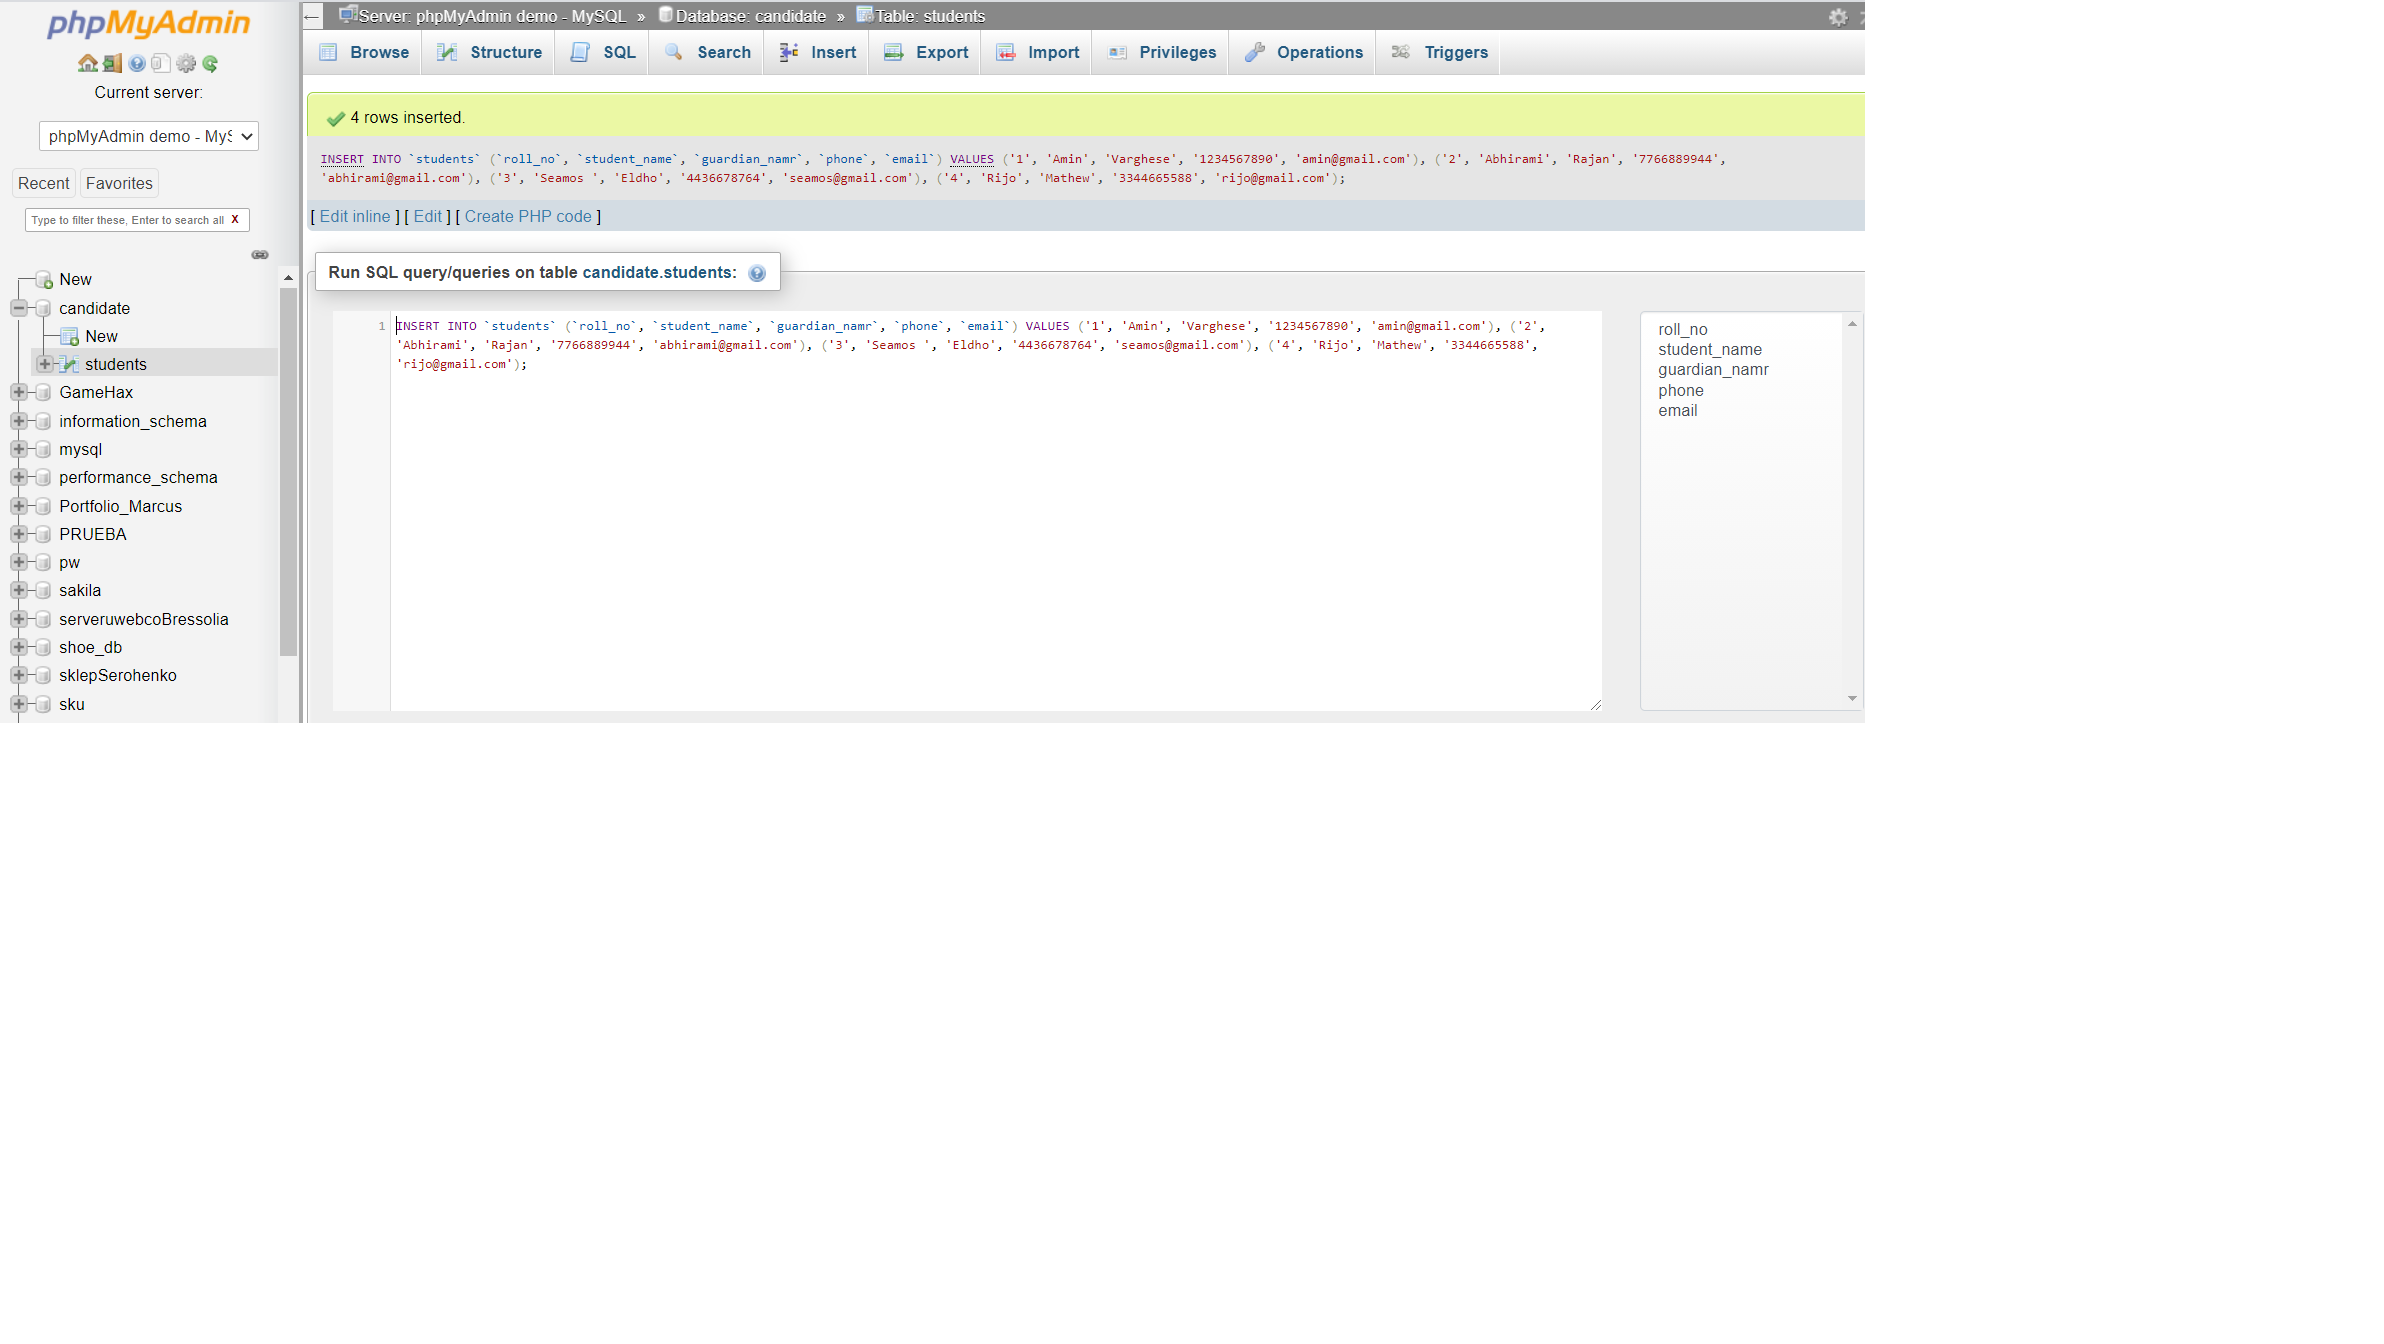 phpMyAdmin
Current server:
phpMyAdmin demo - MyS
Recent Favorites
Type to filter these, Enter to search all X
New
candidate
New
students
GameHax
information_schema
mysql
performance_schema
Portfolio_Marcus
PRUEBA
pw
sakila
serveruwebcoBressolia
shoe_db
sklepSerohenko
sku
Server: phpMyAdmin demo - MySQL » Database: candidate » Table: students
Browse Structure SQL Search Insert Export Import Privileges Operations Triggers
4 rows inserted.
INSERT INTO `students` (`roll_no`, `student_name`, `guardian_namr`, `phone`, `email`) VALUES ('1', 'Amin', 'Varghese', '1234567890', 'amin@gmail.com'), ('2', 'Abhirami', 'Rajan', '7766889944',
'abhirami@gmail.com'), ('3', 'Seamos ', 'Eldho', '4436678764', 'seamos@gmail.com'), ('4', 'Rijo', 'Mathew', '3344665588', 'rijo@gmail.com');
[ Edit inline ] [ Edit ] [ Create PHP code ]
Run SQL query/queries on table candidate.students:
1 INSERT INTO `students` (`roll_no`, `student_name`, `guardian_namr`, `phone`, `email`) VALUES ('1', 'Amin', 'Varghese', '1234567890', 'amin@gmail.com'), ('2',
'Abhirami', 'Rajan', '7766889944', 'abhirami@gmail.com'), ('3', 'Seamos ', 'Eldho', '4436678764', 'seamos@gmail.com'), ('4', 'Rijo', 'Mathew', '3344665588',
'rijo@gmail.com');
roll_no
student_name
guardian_namr
phone
email